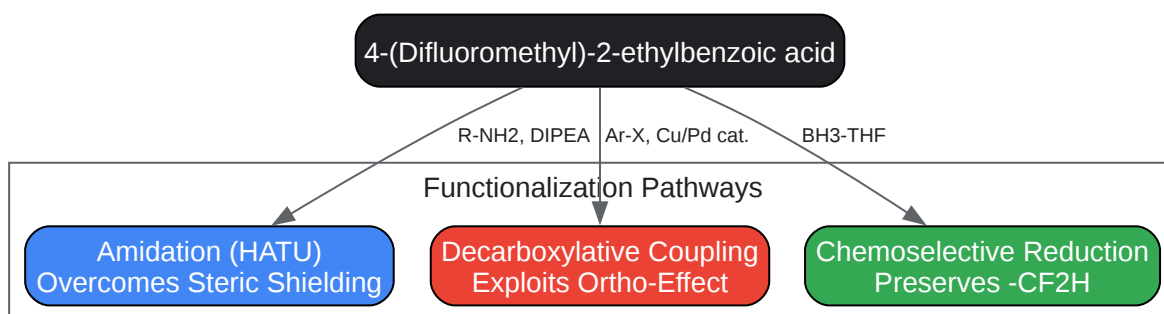 4-(Difluoromethyl)-2-ethylbenzoic acid
R-NH2, DIPEA
Ar-X, Cu/Pd cat.
BH3-THF
Functionalization Pathways
Amidation (HATU)
Overcomes Steric Shielding
Decarboxylative Coupling
Exploits Ortho-Effect
Chemoselective Reduction
Preserves -CF2H